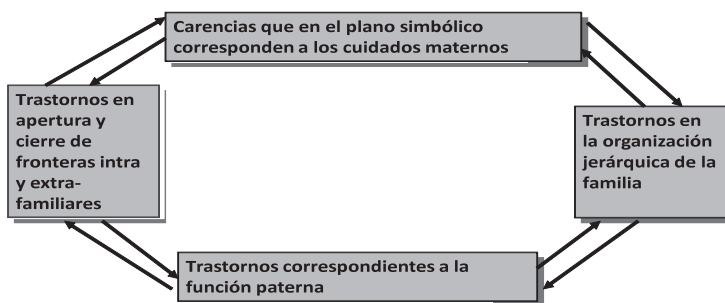 Carencias que en el plano simbólico
corresponden a los cuidados maternos
Trastornos en
apertura y
cierre de
fronteras intra
y extra-
familiares
Trastornos en
la organización
jerárquica de la
familia
Trastornos correspondientes a la
función paterna